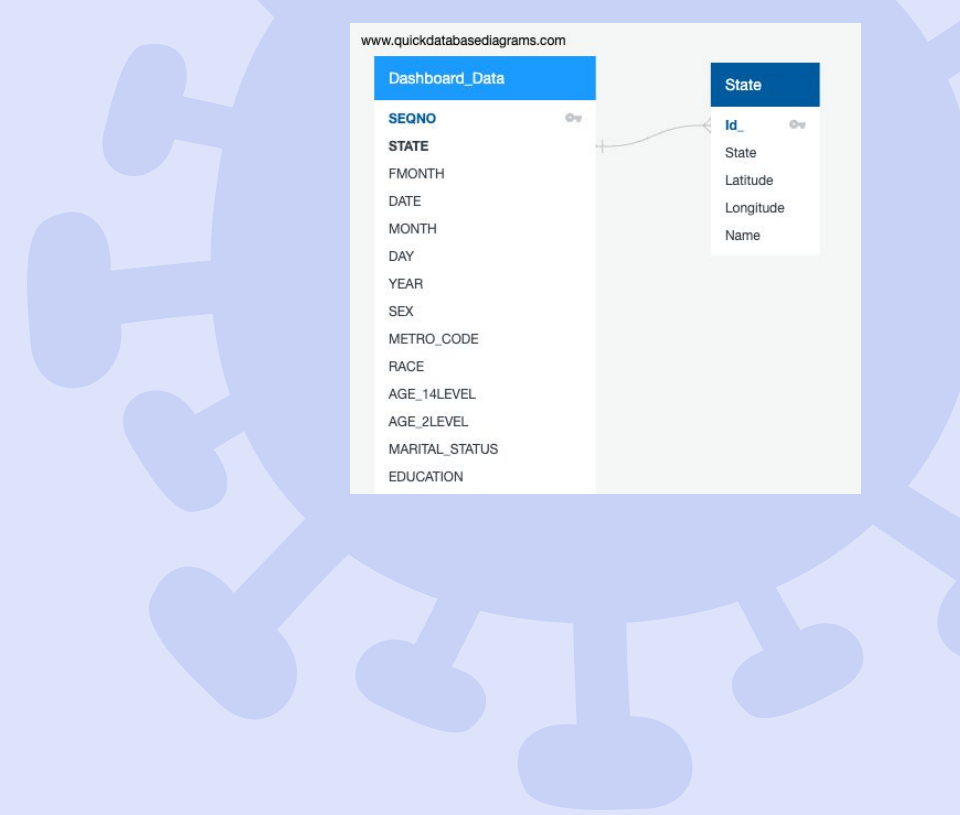 www.quickdatabasediagrams.com
Dashboard_Data
SEQNO
STATE
FMONTH
DATE
MONTH
DAY
YEAR
SEX
METRO_CODE
RACE
AGE_14LEVEL
AGE_2LEVEL
MARITAL_STATUS
EDUCATION
State
Id_
State
Latitude
Longitude
Name